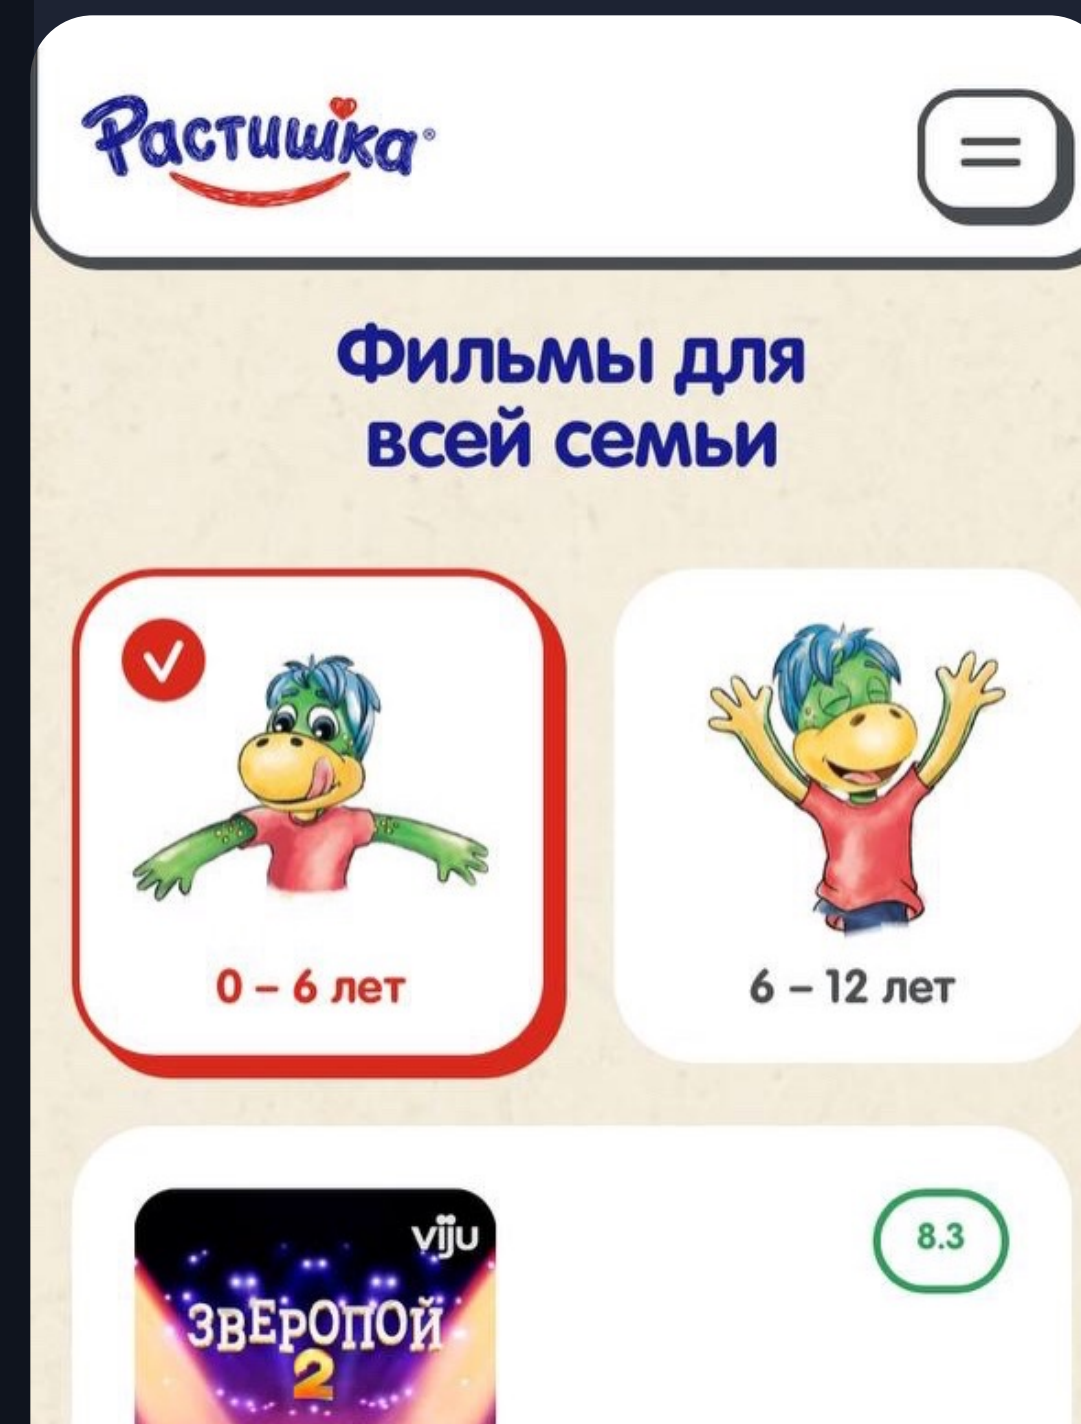 Растишка®
Фильмы для
всей семьи
0 – 6 лет
6 – 12 лет
viju
8.3
ЗВЕРОПОЙ
2